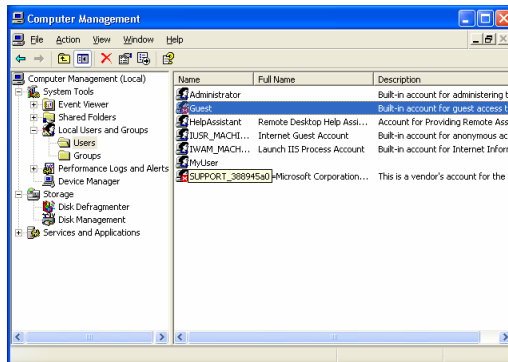 Computer Management
File Action View Window Help
Computer Management (Local)
System Tools
Event Viewer
Shared Folders
Local Users and Groups
Users
Groups
Performance Logs and Alerts
Device Manager
Storage
Disk Defragmenter
Disk Management
Services and Applications
Name Full Name Description
Administrator Built-in account for administering t
Guest Built-in account for guest access t
HelpAssistant Remote Desktop Help Assi... Account for Providing Remote Ass
IUSR_MACHI... Internet Guest Account Built-in account for anonymous ac
IWAM_MACH... Launch IIS Process Account Built-in account for Internet Inform
MyUser
SUPPORT_388945a0 =Microsoft Corporation... This is a vendor's account for the